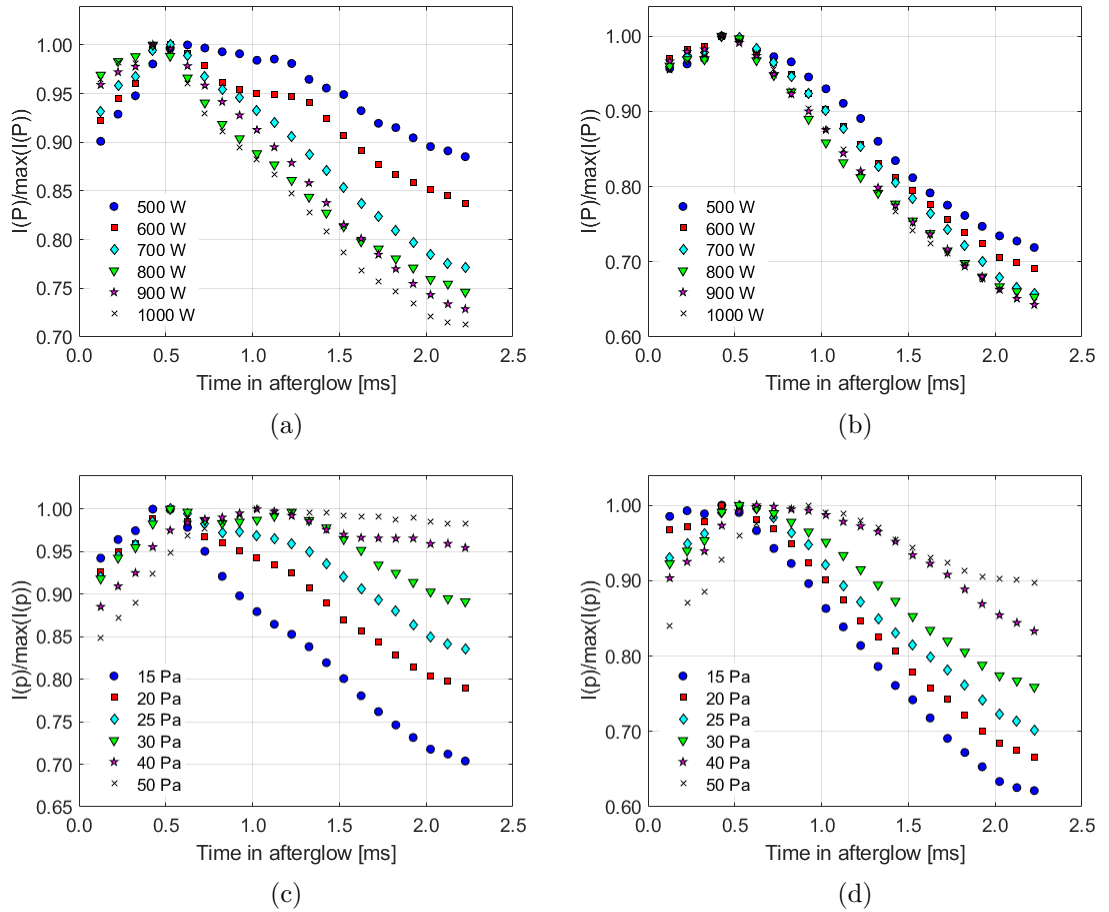 I(P)/max(I(P))
1.00
0.95
0.90
0.85
0.80
0.75
0.70
500 W
600 W
700 W
800 W
900 W
1000 W
0.0 0.5 1.0 1.5 2.0 2.5
Time in afterglow [ms]
(a)
I(P)/max(I(P))
1.00
0.90
0.80
0.70
0.60
500 W
600 W
700 W
800 W
900 W
1000 W
0.0 0.5 1.0 1.5 2.0 2.5
Time in afterglow [ms]
(b)
I(p)/max(I(p))
1.00
0.95
0.90
0.85
0.80
0.75
0.70
0.65
15 Pa
20 Pa
25 Pa
30 Pa
40 Pa
50 Pa
0.0 0.5 1.0 1.5 2.0 2.5
Time in afterglow [ms]
(c)
I(p)/max(I(p))
1.00
0.90
0.80
0.70
0.60
15 Pa
20 Pa
25 Pa
30 Pa
40 Pa
50 Pa
0.0 0.5 1.0 1.5 2.0 2.5
Time in afterglow [ms]
(d)